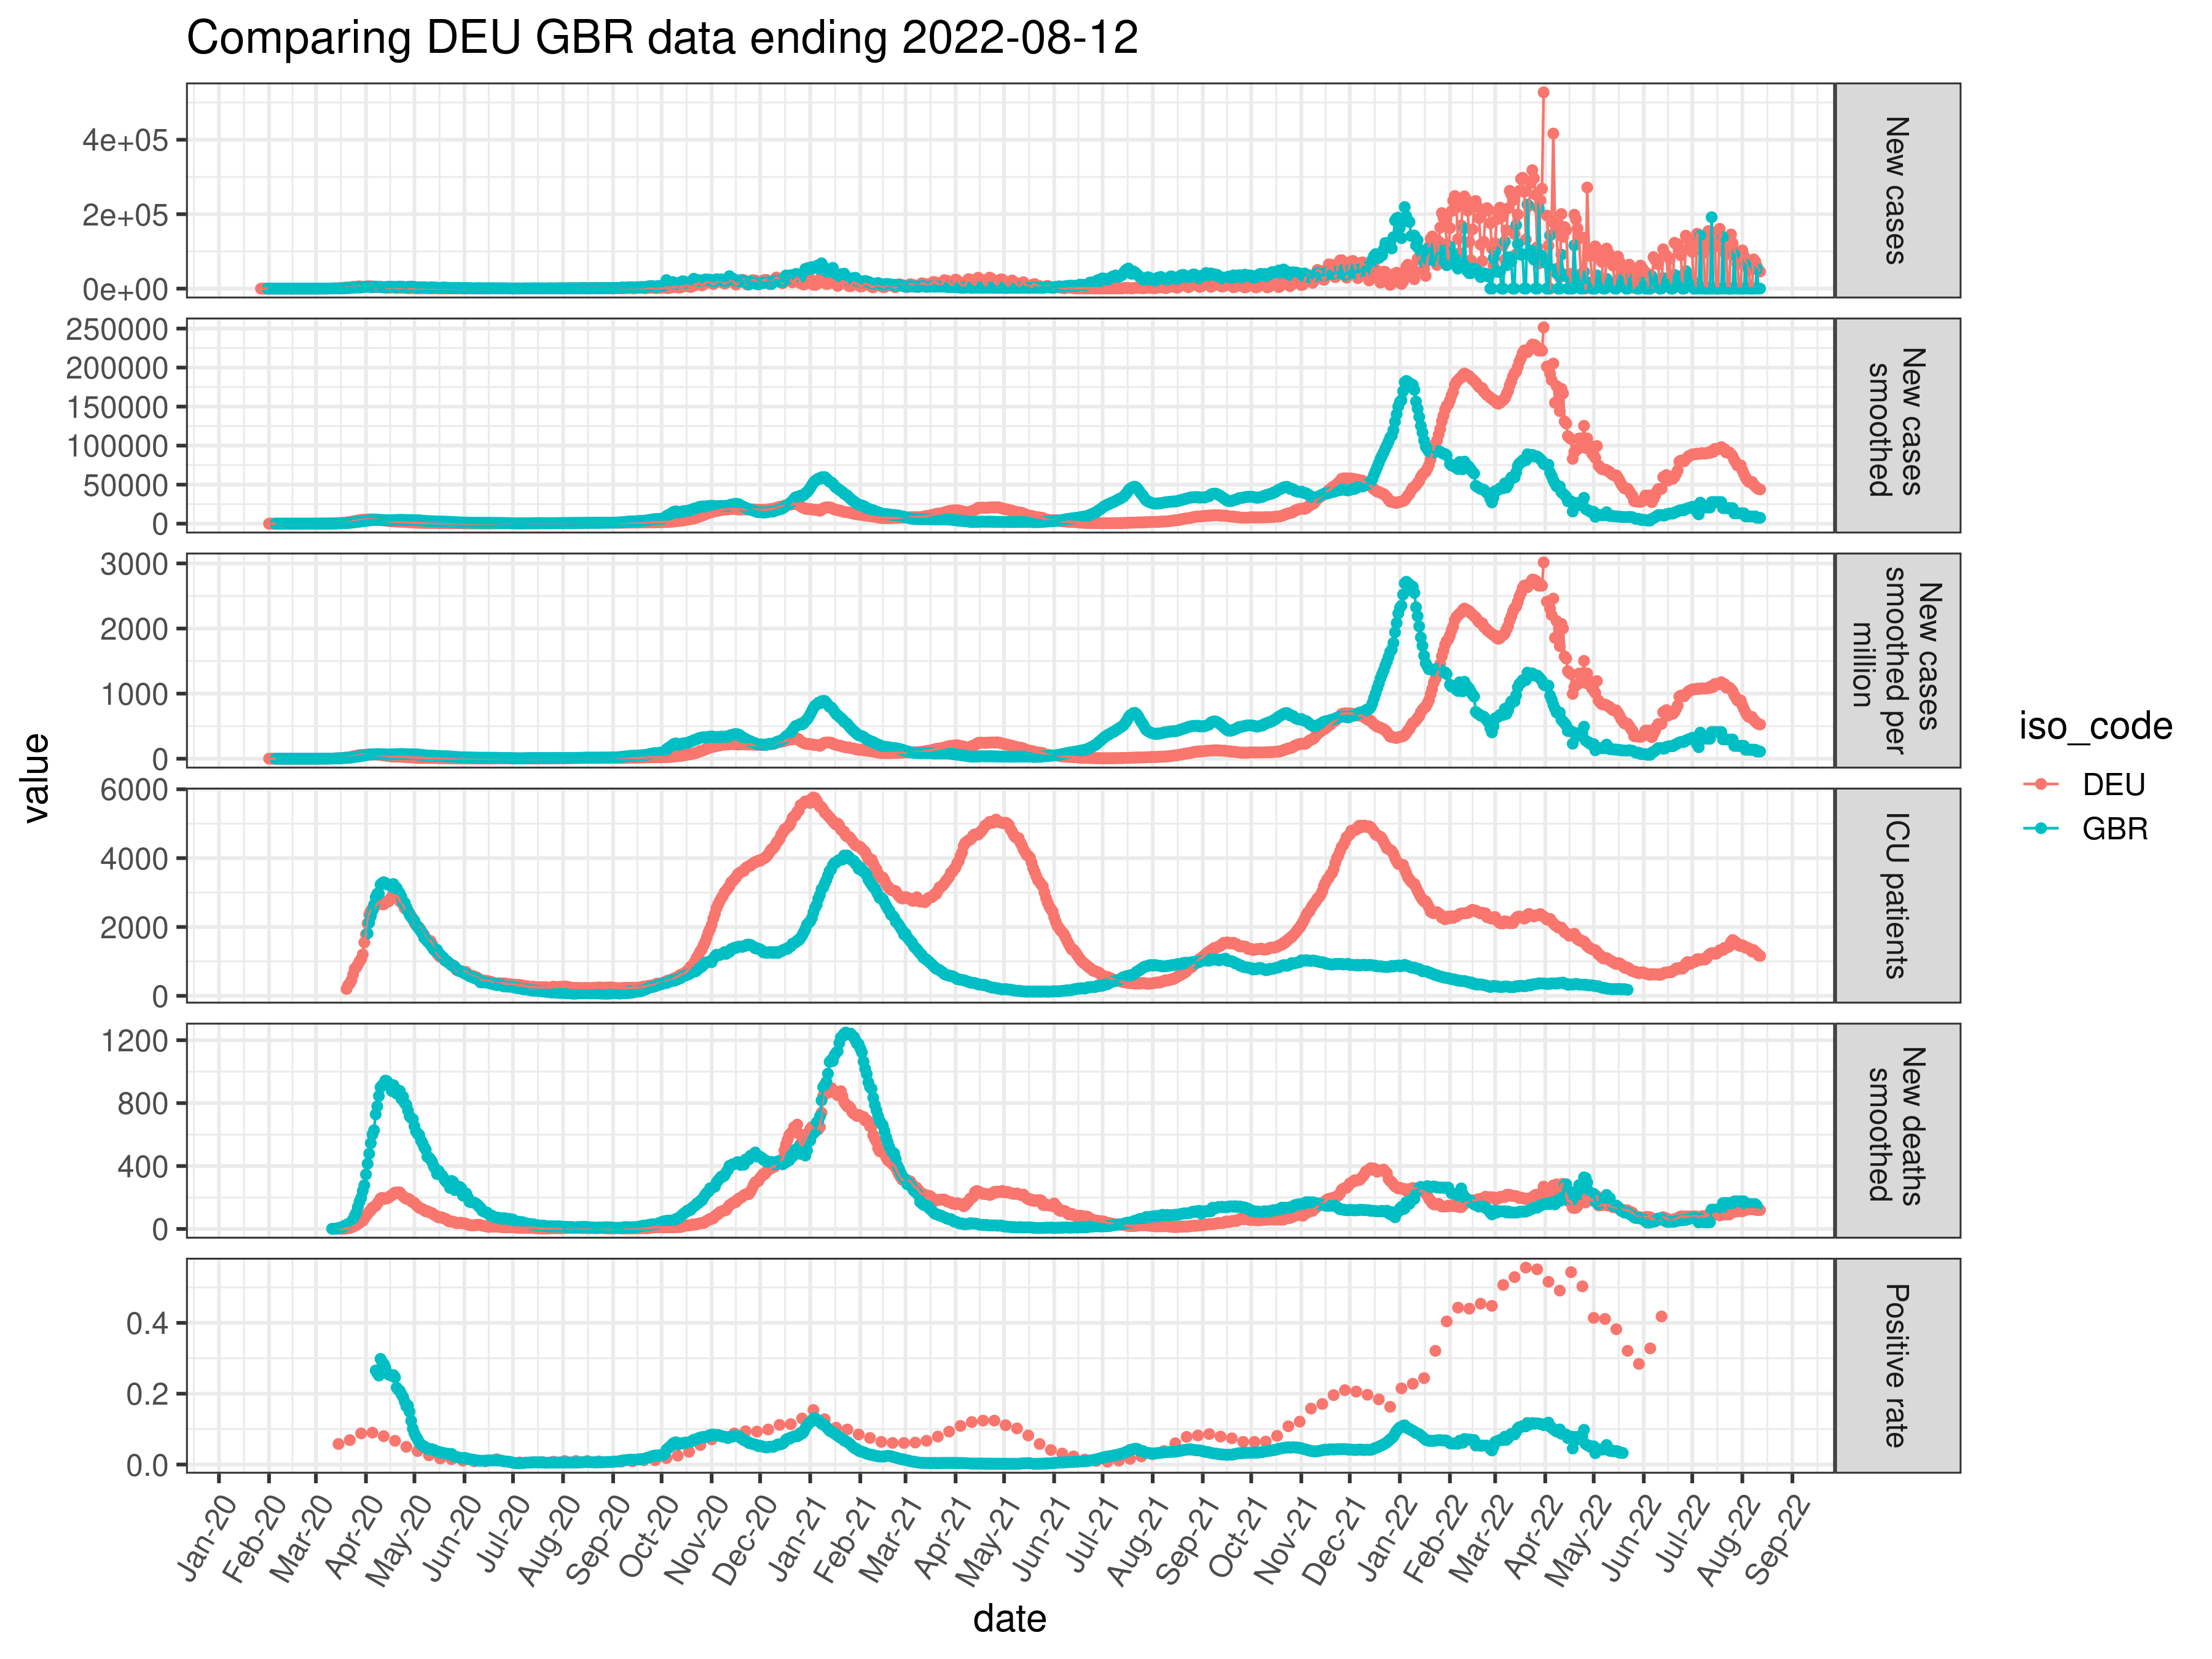 Comparing DEU GBR data ending 2022-08-12
value
4e+05
2e+05
0e+00
New cases
250000
200000
150000
100000
50000
0
New cases
smoothed
3000
2000
1000
0
New cases
smoothed per
million
6000
4000
2000
0
ICU patients
1200
800
400
0
New deaths
smoothed
0.4
0.2
0.0
Positive rate
Jan-20
Feb-20
Mar-20
Apr-20
May-20
Jun-20
Jul-20
Aug-20
Sep-20
Oct-20
Nov-20
Dec-20
Jan-21
Feb-21
Mar-21
Apr-21
May-21
Jun-21
Jul-21
Aug-21
Sep-21
Oct-21
Nov-21
Dec-21
Jan-22
Feb-22
Mar-22
Apr-22
May-22
Jun-22
Jul-22
Aug-22
Sep-22
date
iso_code
DEU
GBR